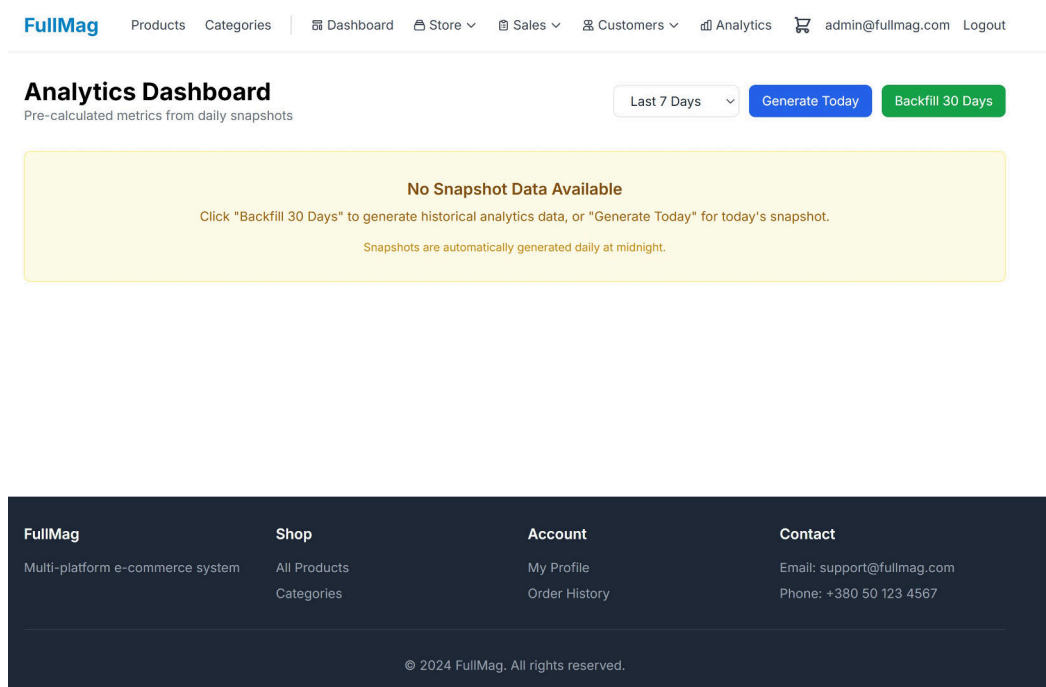 FullMag Products Categories Dashboard Store Sales Customers Analytics admin@fullmag.com Logout
Analytics Dashboard
Pre-calculated metrics from daily snapshots
Last 7 Days Generate Today Backfill 30 Days
No Snapshot Data Available
Click "Backfill 30 Days" to generate historical analytics data, or "Generate Today" for today's snapshot.
Snapshots are automatically generated daily at midnight.
FullMag
Multi-platform e-commerce system
Shop
All Products
Categories
Account
My Profile
Order History
Contact
Email: support@fullmag.com
Phone: +380 50 123 4567
© 2024 FullMag. All rights reserved.